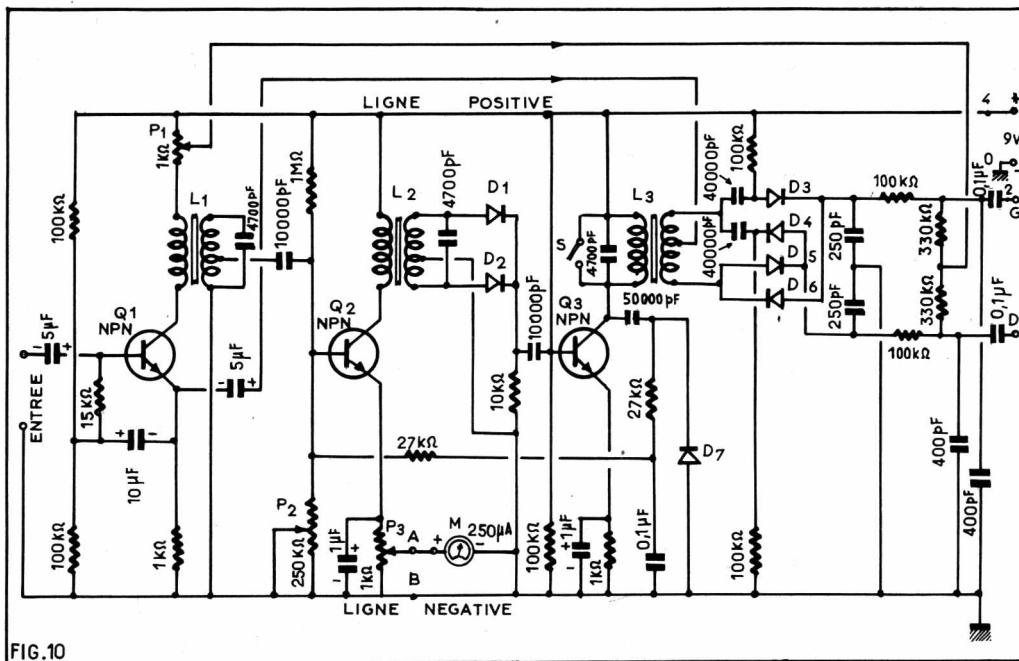 LIGNE POSITIVE
4
+
9V
0
-
P1
1KΩ
100KΩ
L1
4700pF
10000pF
1MΩ
L2
4700pF
D1
D2
S
4700pF
L3
40000pF
40000pF
100KΩ
D3
D4
D5
D6
100KΩ
250pF
250pF
330KΩ
330KΩ
0,1µF
2
G
0,1µF
D
100KΩ
Q1
NPN
5µF
- +
ENTREE
15KΩ
+ -
10µF
5µF
- +
Q2
NPN
10000pF
10KΩ
Q3
NPN
50000pF
27KΩ
D7
400pF
400pF
27KΩ
100KΩ
1KΩ
P2
250KΩ
1µF
+
-
P3
1KΩ
A
+
M
250µA
-
B
100KΩ
1µF
+
-
1KΩ
0,1µF
100KΩ
LIGNE NEGATIVE
FIG.10